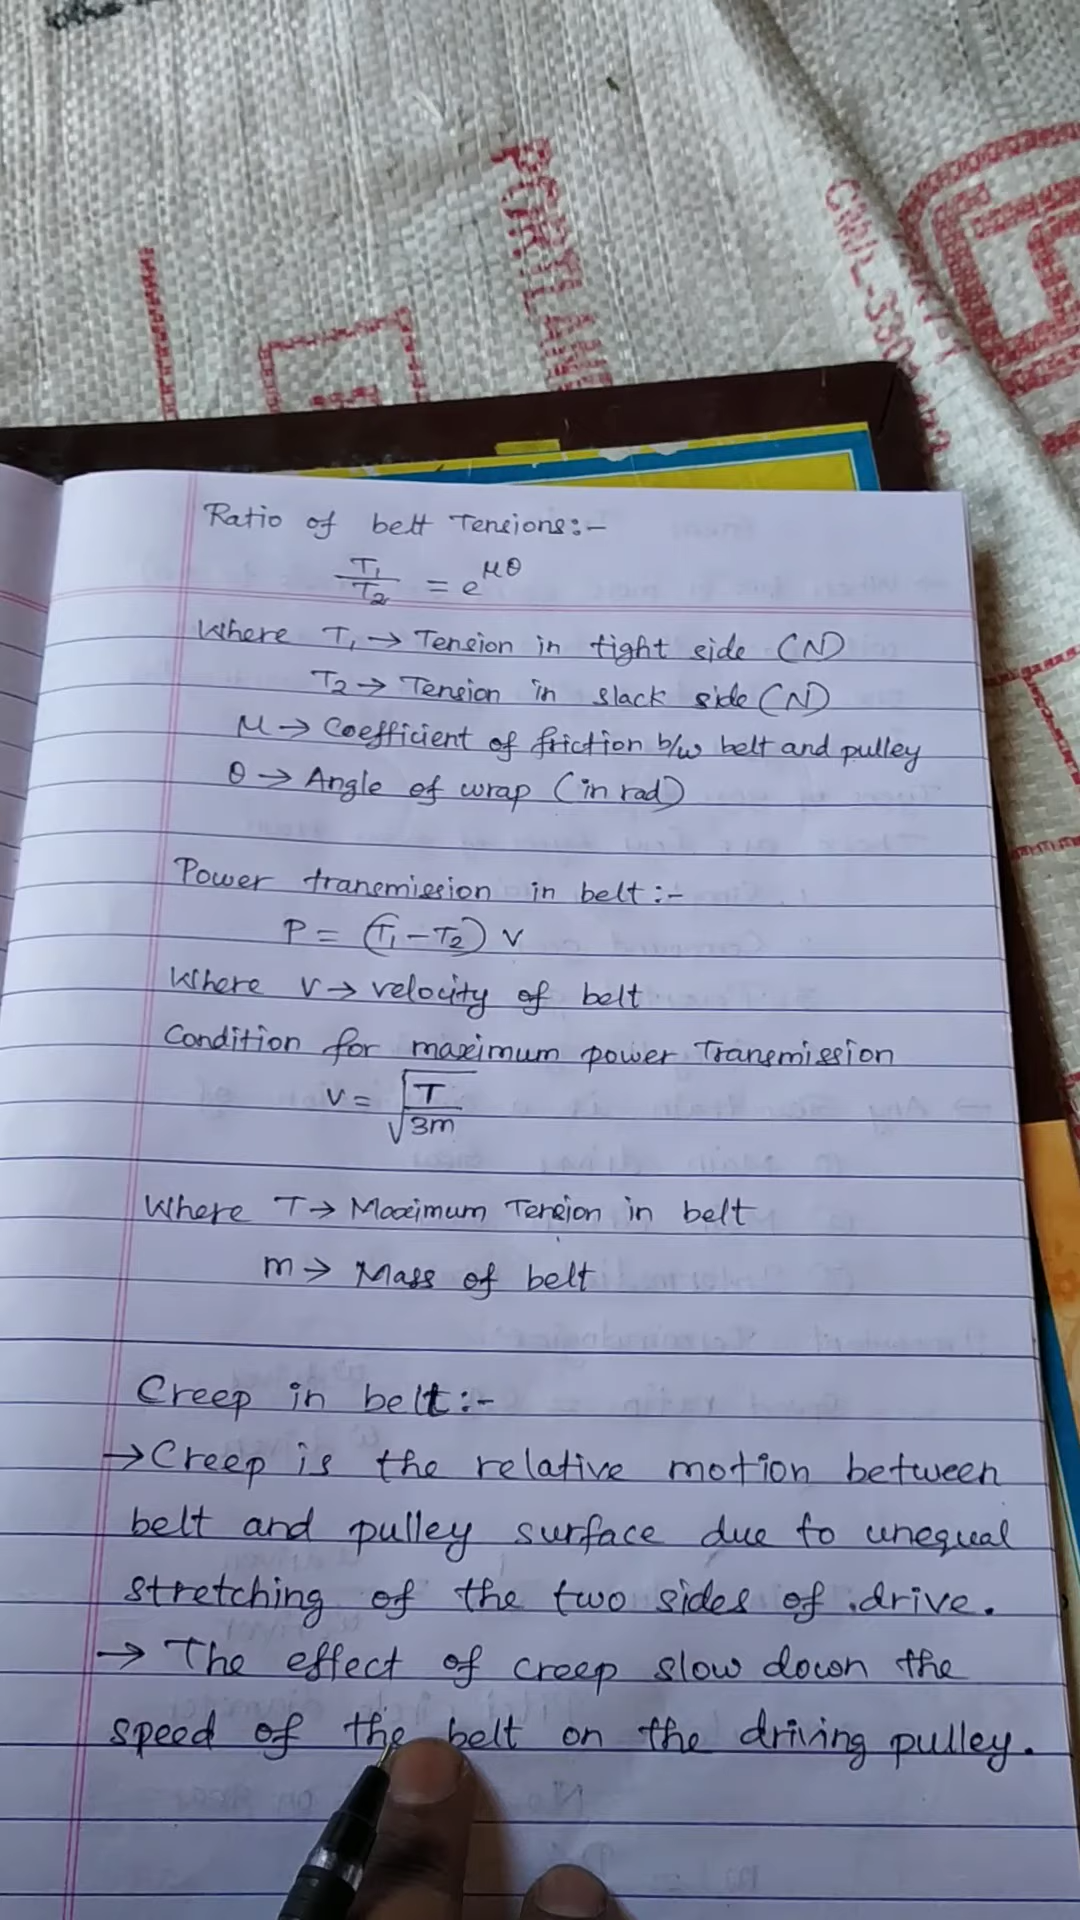 PORTLAND
Ratio of belt Tensions:-
T₁/T₂ = e^μθ
Where T₁ → Tension in tight side (N)
T₂ → Tension in slack side (N)
μ → Coefficient of friction b/w belt and pulley
θ → Angle of wrap (in rad)
Power transmission in belt :-
P = (T₁ - T₂) v
Where v → velocity of belt
Condition for maximum power Transmission
v = √(T/3m)
Where T → Maximum Tension in belt
m → Mass of belt
Creep in belt :-
→ Creep is the relative motion between
belt and pulley surface due to unequal
stretching of the two sides of .drive.
→ The effect of creep slow down the
speed of the belt on the driving pulley.